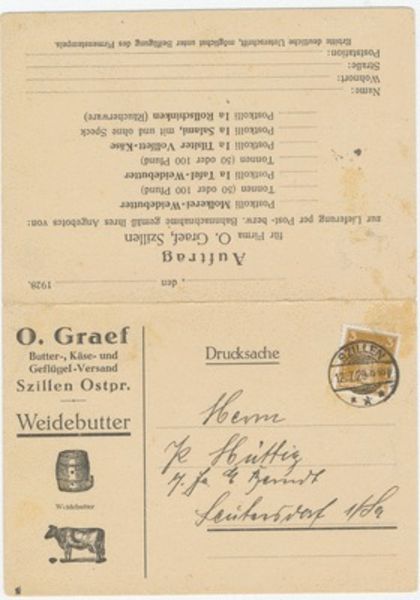 ........................, den ........................ 1928.
Auftrag
für Firma O. Graef, Szillen
zur Lieferung per Post- bezw. Bahnnachnahme gemäß Ihres Angebotes von:
........ Postkolli Molkerei-Weidebutter
........ Tonnen (50 oder 100 Pfund)
........ Postkolli Ia Tafel-Weidebutter
........ Tonnen (50 oder 100 Pfund)
........ Postkolli Ia Tilsiter Vollfett-Käse
........ Postkolli Ia Salami, mit und ohne Speck
........ Postkolli Ia Rollschinken (Räucherware)
Name:
Wohnort:
Straße:
Poststation:
Erbitte deutliche Unterschrift, möglichst unter Beifügung des Firmenstempels.
O. Graef
Butter-, Käse- und
Geflügel-Versand
Szillen Ostpr.
Weidebutter
Weidebutter
Drucksache
SZILLEN
Herrn
Hüttig
Leutersdorf